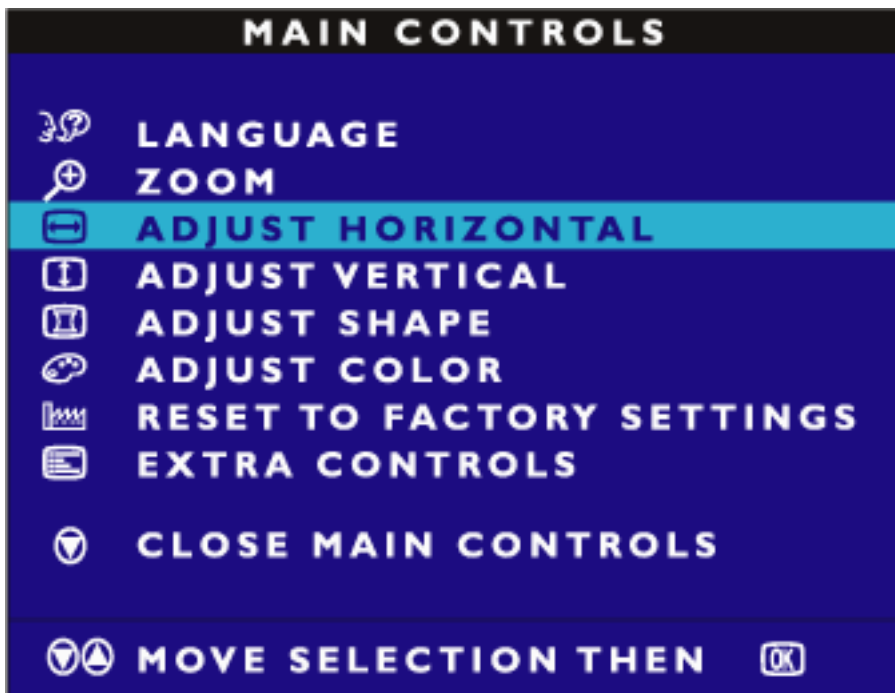 MAIN CONTROLS
LANGUAGE
ZOOM
ADJUST HORIZONTAL
ADJUST VERTICAL
ADJUST SHAPE
ADJUST COLOR
RESET TO FACTORY SETTINGS
EXTRA CONTROLS
CLOSE MAIN CONTROLS
MOVE SELECTION THEN OK